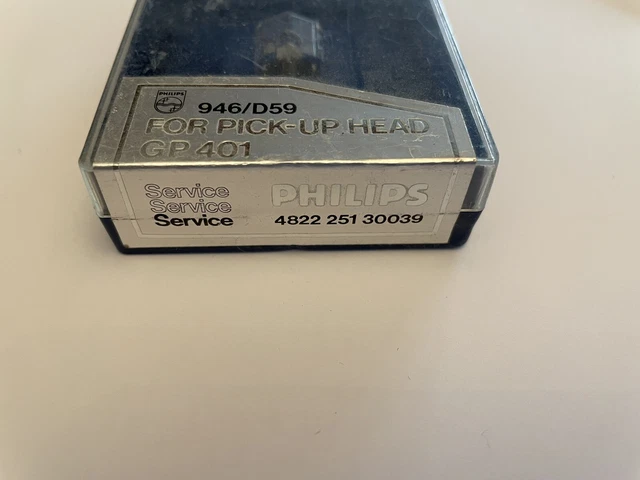 PHILIPS
946/D59
FOR PICK-UP HEAD
GP 401
Service
Service
Service
PHILIPS
4822 251 30039